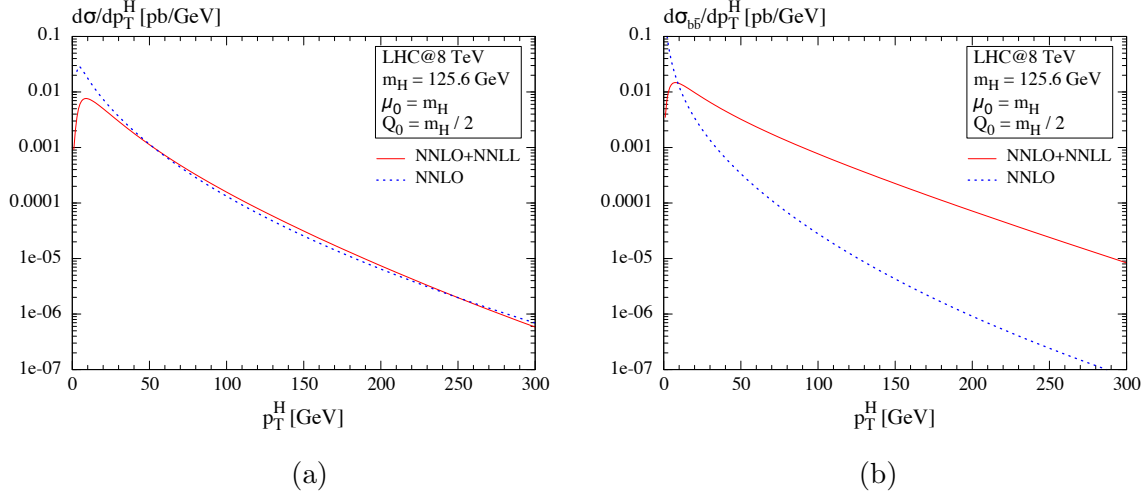 dσ/dp_T^H [pb/GeV]
0.1
0.01
0.001
0.0001
1e-05
1e-06
1e-07
0 50 100 150 200 250 300
p_T^H [GeV]
LHC@8 TeV
m_H = 125.6 GeV
μ_0 = m_H
Q_0 = m_H / 2
NNLO+NNLL
NNLO
(a)
dσ_{bb̄}/dp_T^H [pb/GeV]
0.1
0.01
0.001
0.0001
1e-05
1e-06
1e-07
0 50 100 150 200 250 300
p_T^H [GeV]
LHC@8 TeV
m_H = 125.6 GeV
μ_0 = m_H
Q_0 = m_H / 2
NNLO+NNLL
NNLO
(b)